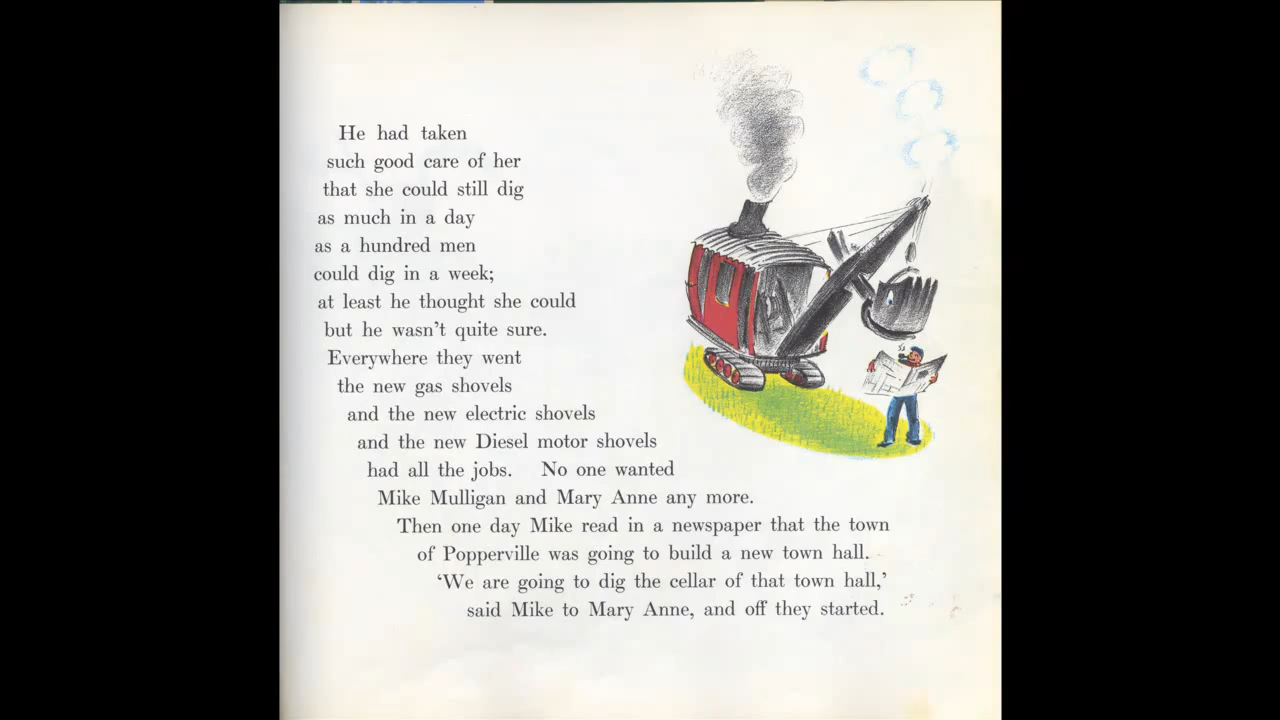 He had taken
such good care of her
that she could still dig
as much in a day
as a hundred men
could dig in a week;
at least he thought she could
but he wasn't quite sure.
Everywhere they went
the new gas shovels
and the new electric shovels
and the new Diesel motor shovels
had all the jobs. No one wanted
Mike Mulligan and Mary Anne any more.
Then one day Mike read in a newspaper that the town
of Popperville was going to build a new town hall.
‘We are going to dig the cellar of that town hall,’
said Mike to Mary Anne, and off they started.